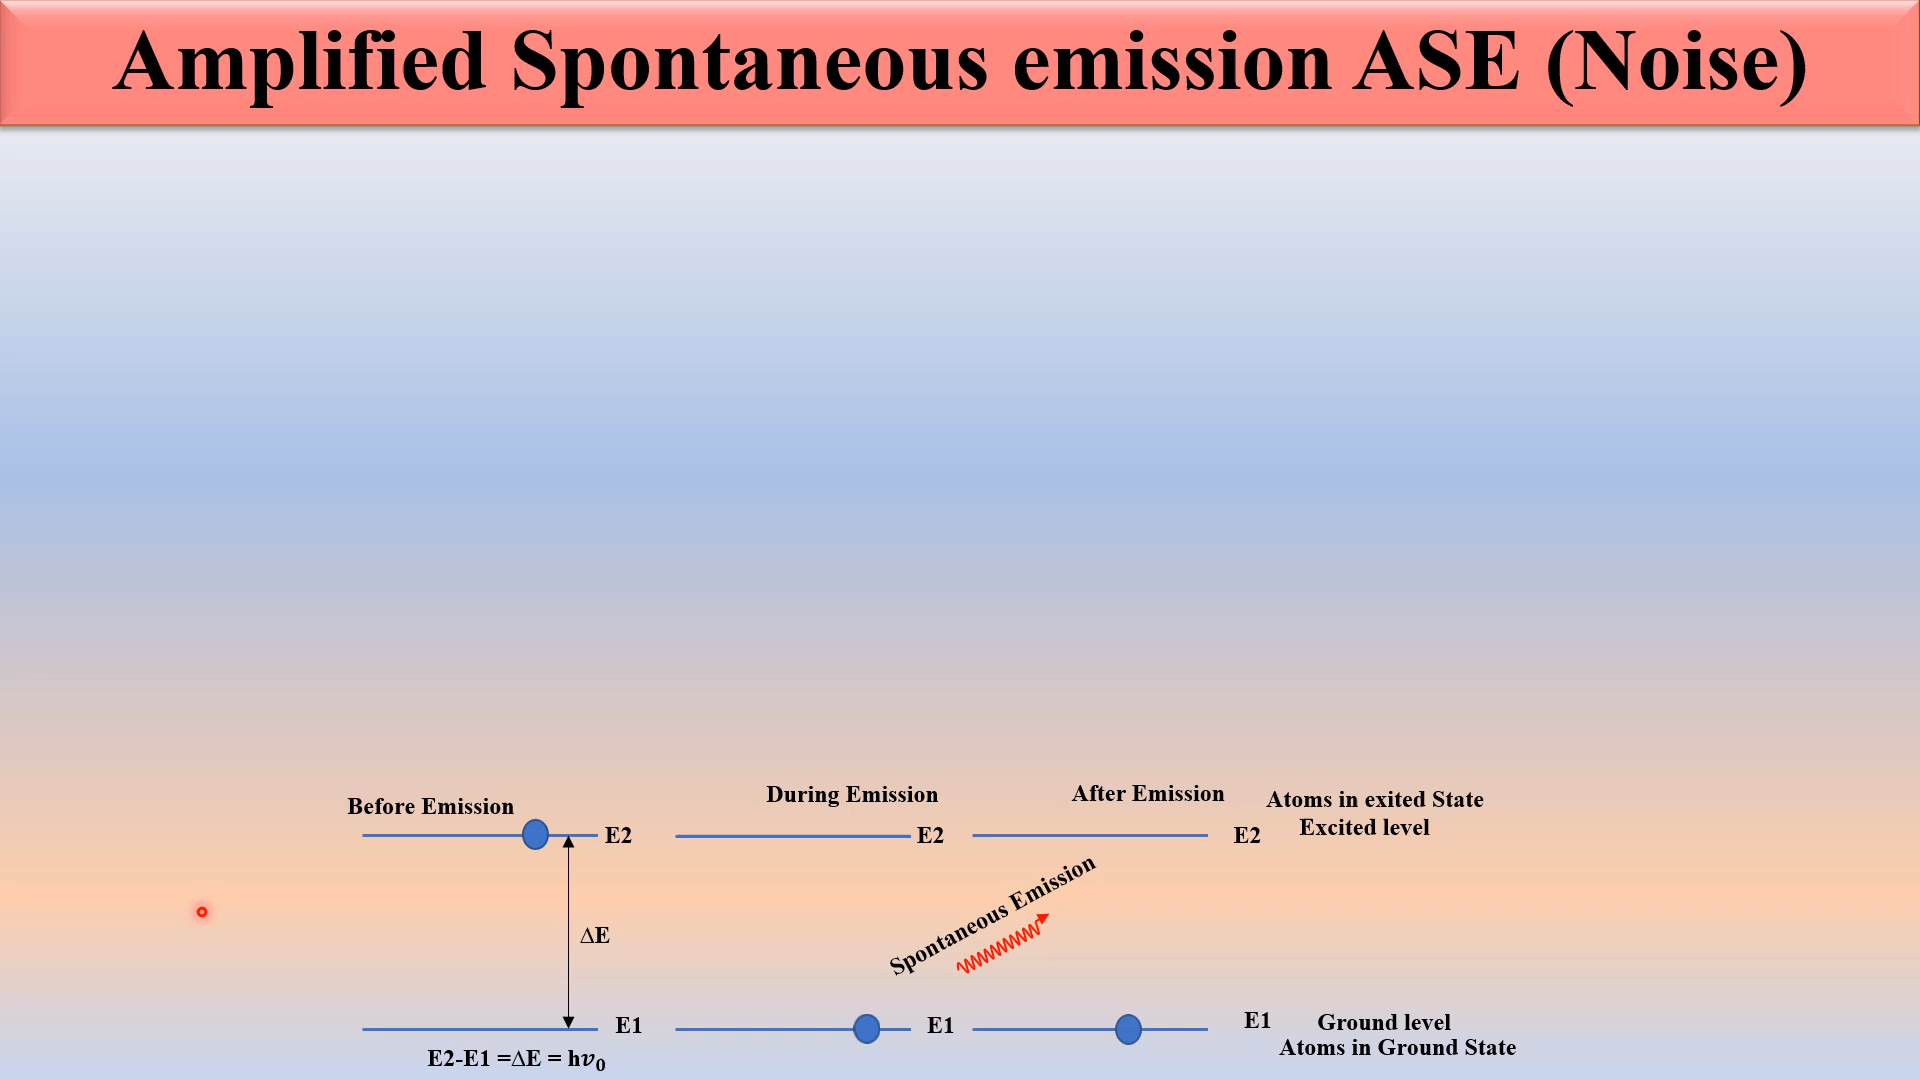 Amplified Spontaneous emission ASE (Noise)
Before Emission
During Emission
After Emission
Atoms in exited State
Excited level
E2
E2
E2
Spontaneous Emission
ΔE
E1
E1
E1
Ground level
Atoms in Ground State
E2-E1 =ΔE = h𝑣₀